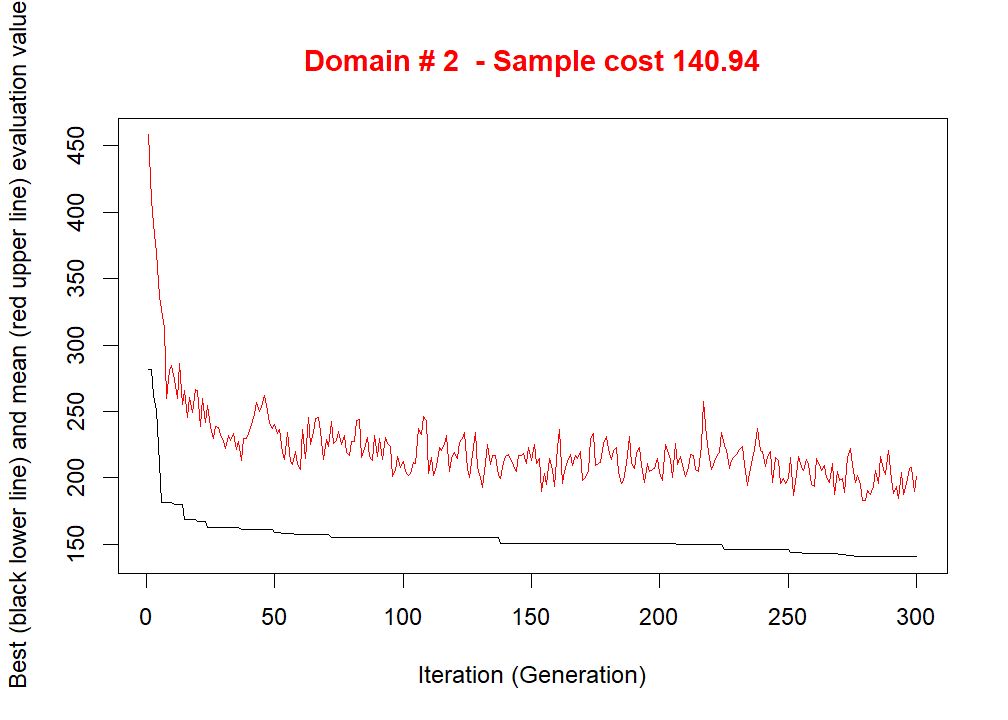 Domain # 2  - Sample cost 140.94
Best (black lower line) and mean (red upper line) evaluation value
450
400
350
300
250
200
150
0 50 100 150 200 250 300
Iteration (Generation)